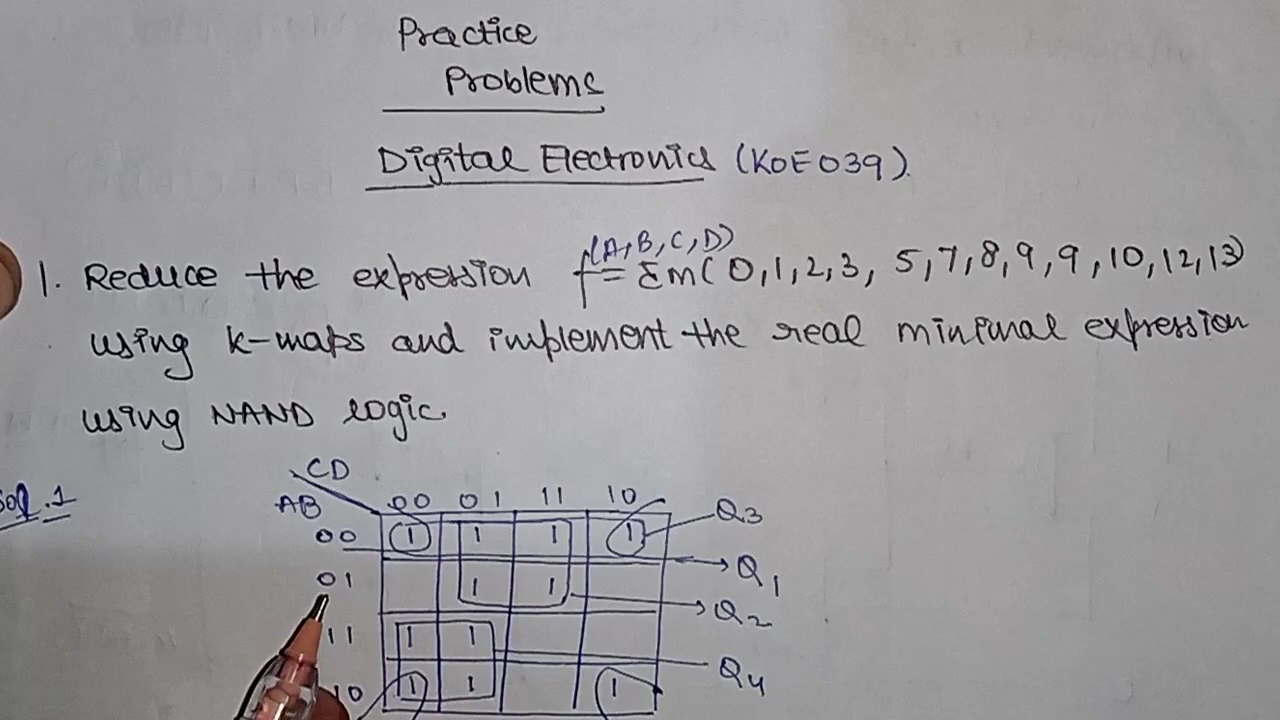 Practice
Problems
Digital Electronics (KOE039).
1. Reduce the expression f(A,B,C,D) = Σm(0,1,2,3, 5,7,8,9,9,10,12,13)
using k-maps and implement the real minimal expression
using NAND logic.
Sol.1
CD
AB 00 01 11 10
Q3
00 1 1 1 1
Q1
01 1 1
Q2
11 1 1
Q4
10 1 1 1